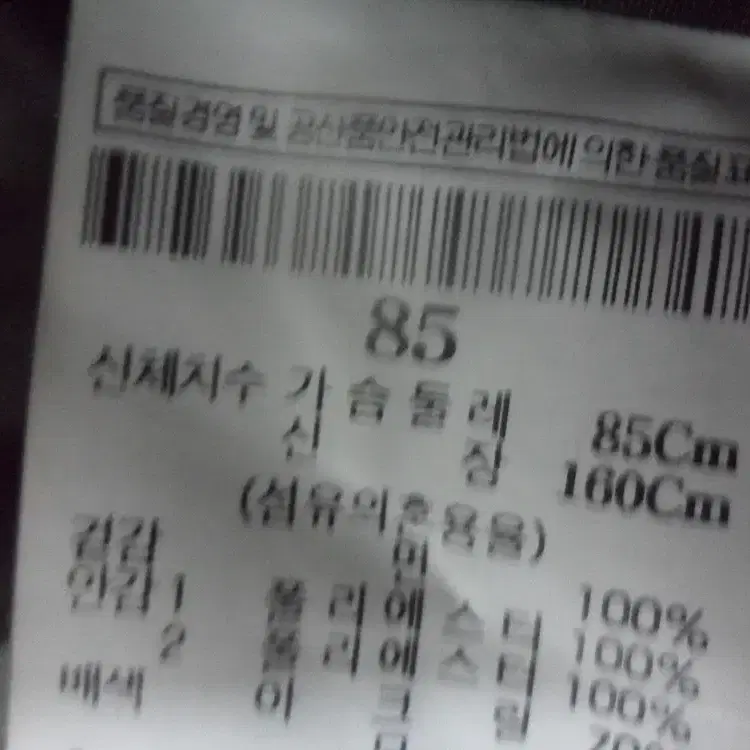 품질경영 및 공산품안전관리법에 의한 품질표
85
신체치수 가슴둘레 85Cm
신장 160Cm
(섬유의 혼용율)
겉감 면 100%
안감 1 폴리에스터 100%
2 폴리에스터 100%
배색